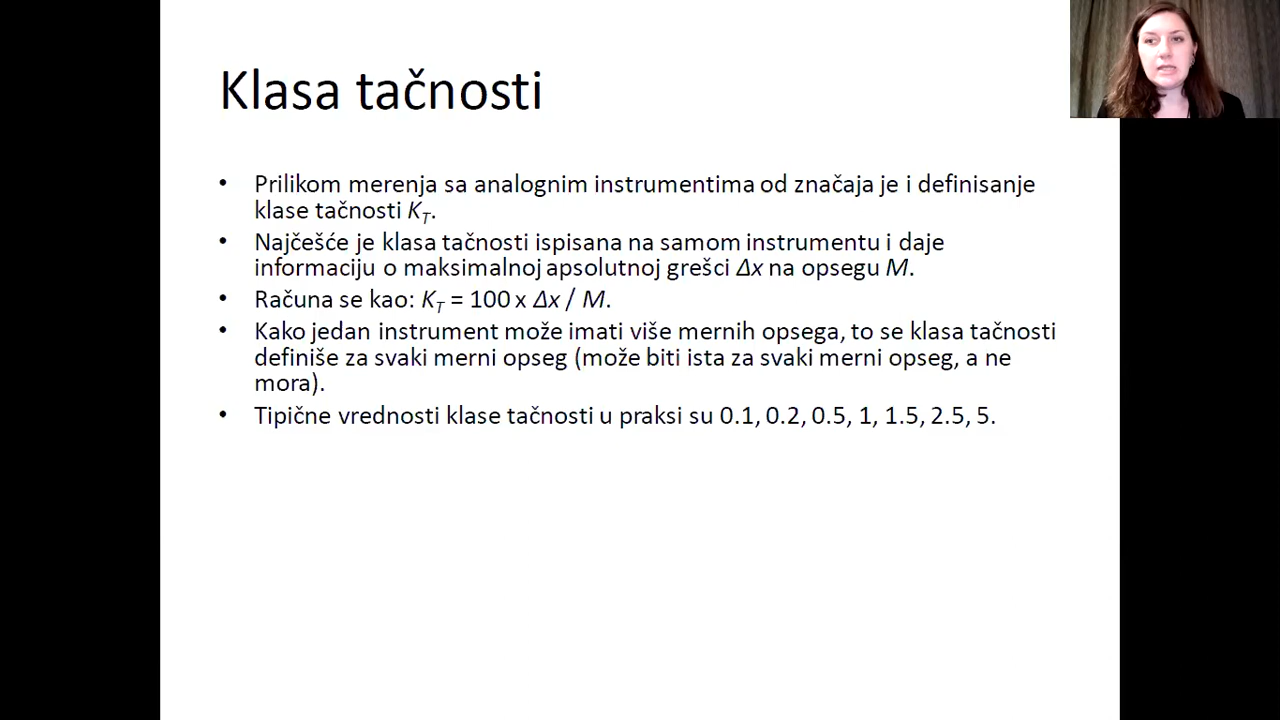 Klasa tačnosti
• Prilikom merenja sa analognim instrumentima od značaja je i definisanje
klase tačnosti K_T.
• Najčešće je klasa tačnosti ispisana na samom instrumentu i daje
informaciju o maksimalnoj apsolutnoj grešci Δx na opsegu M.
• Računa se kao: K_T = 100 x Δx / M.
• Kako jedan instrument može imati više mernih opsega, to se klasa tačnosti
definiše za svaki merni opseg (može biti ista za svaki merni opseg, a ne
mora).
• Tipične vrednosti klase tačnosti u praksi su 0.1, 0.2, 0.5, 1, 1.5, 2.5, 5.